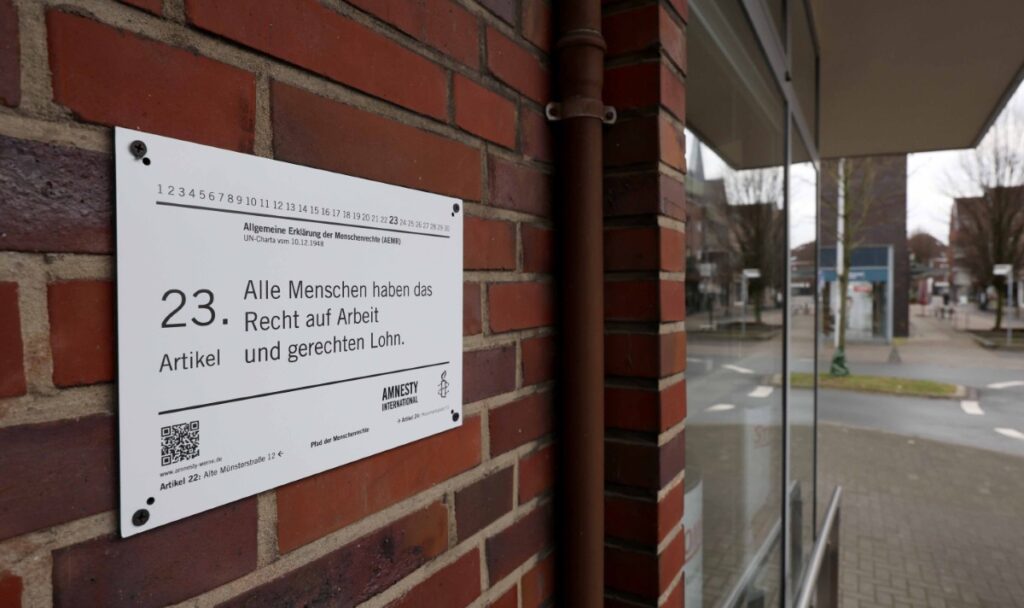 1 2 3 4 5 6 7 8 9 10 11 12 13 14 15 16 17 18 19 20 21 22 23 24 25 26 27 28 29 30
Allgemeine Erklärung der Menschenrechte (AEMR)
UN-Charta vom 10.12.1948
23.
Artikel
Alle Menschen haben das
Recht auf Arbeit
und gerechten Lohn.
AMNESTY
INTERNATIONAL
→ Artikel 24:
Pfad der Menschenrechte
www.amnesty-werne.de
Artikel 22: Alte Münsterstraße 12 ←